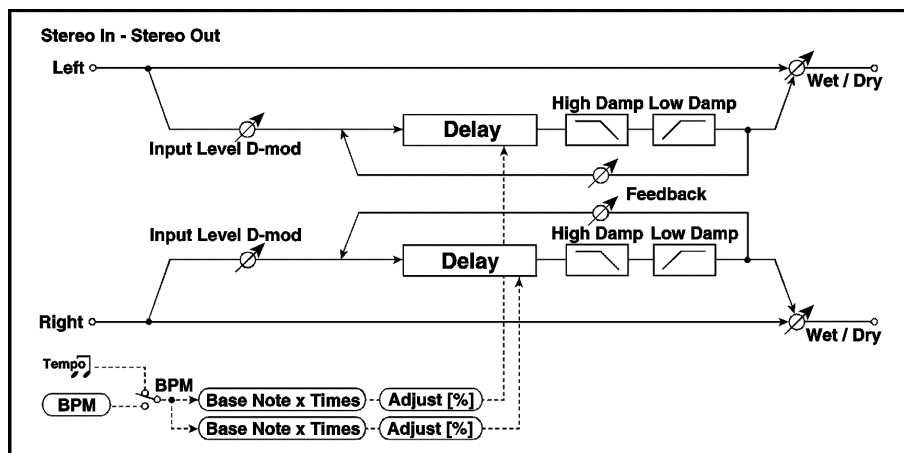 Stereo In - Stereo Out
Left
Wet / Dry
High Damp Low Damp
Delay
Input Level D-mod
Feedback
Input Level D-mod
High Damp Low Damp
Delay
Right
Wet / Dry
Tempo
BPM
BPM
Base Note x Times
Adjust [%]
Base Note x Times
Adjust [%]